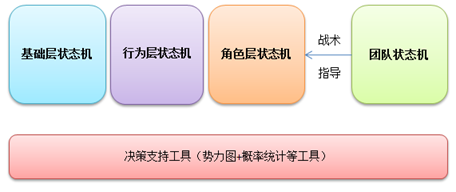 基础层状态机
行为层状态机
角色层状态机
战术
指导
团队状态机
决策支持工具（势力图+概率统计等工具）